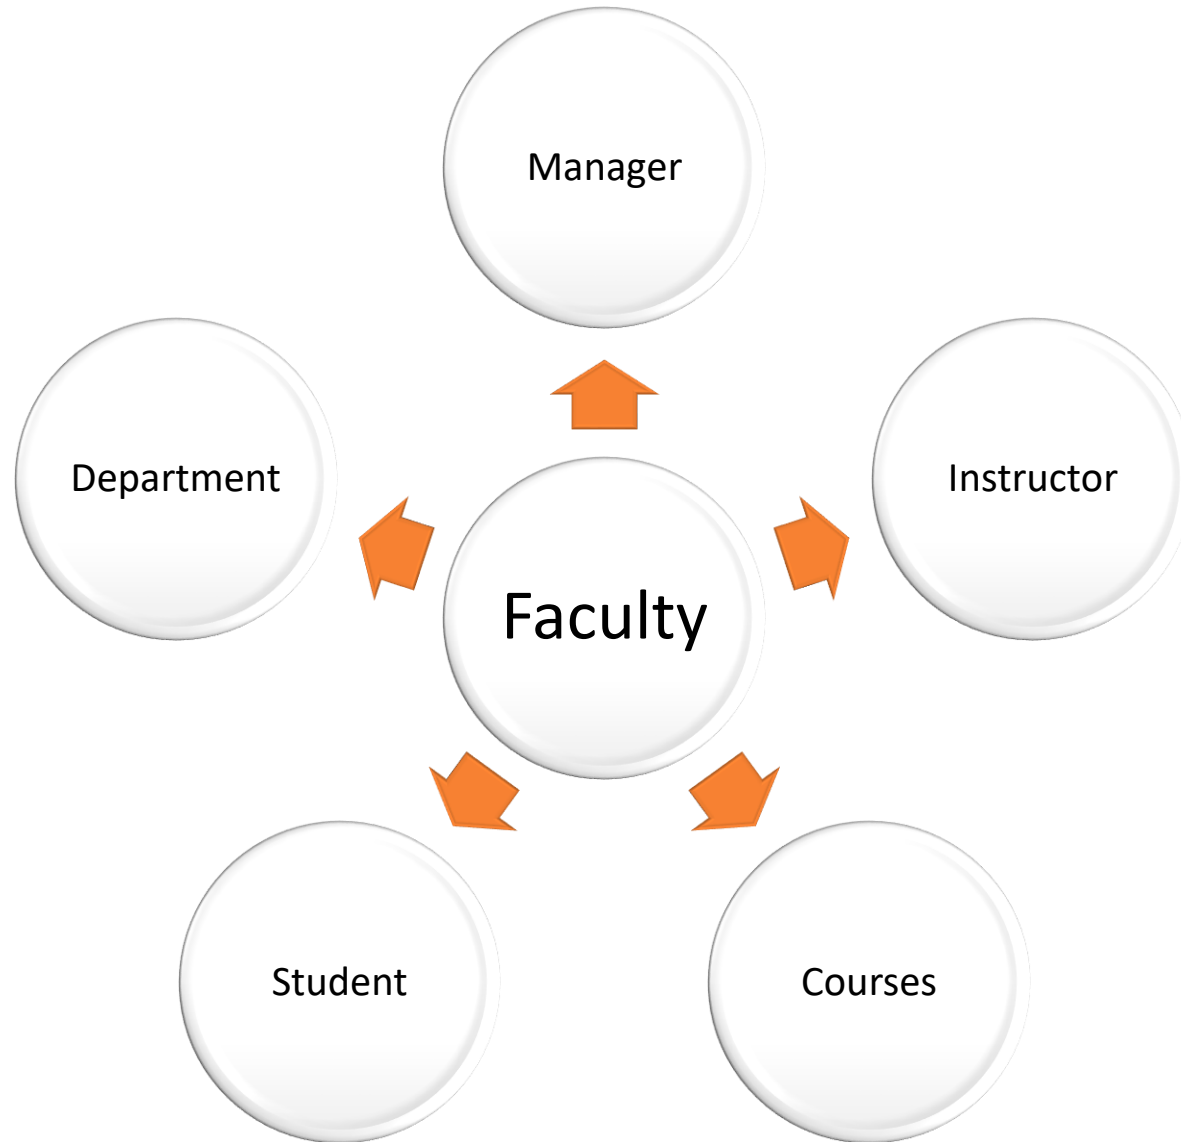 Manager
Department
Instructor
Faculty
Student
Courses